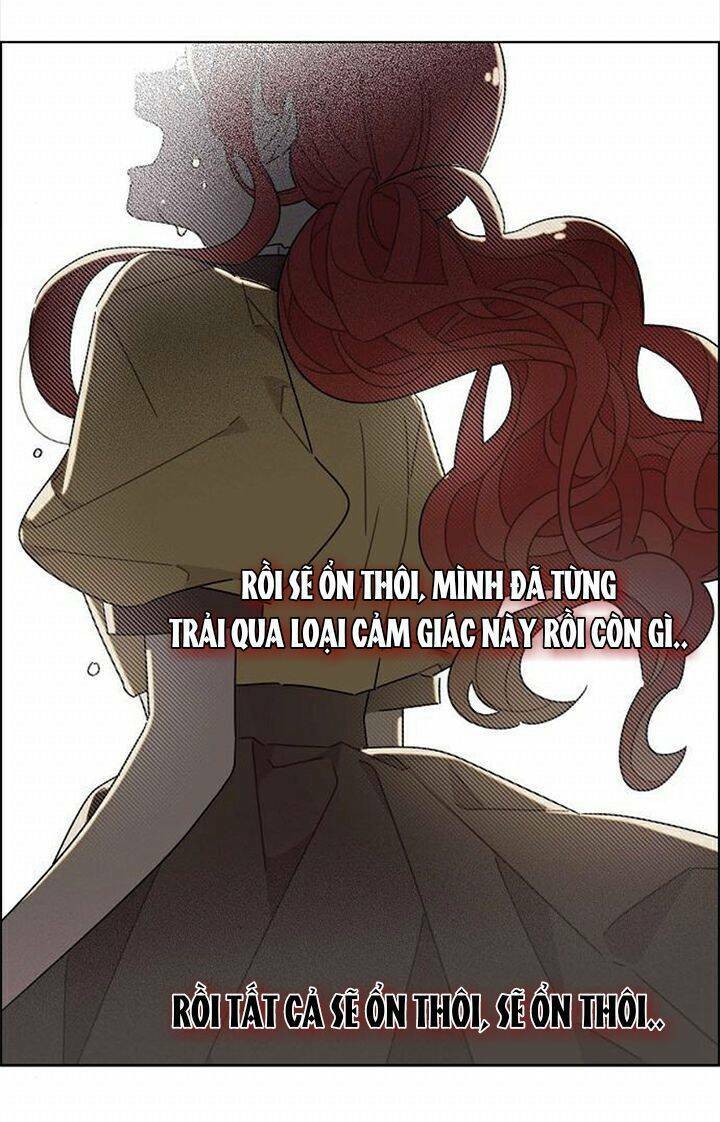 RỒI SẼ ỔN THÔI, MÌNH ĐÃ TỪNG
TRẢI QUA LOẠI CẢM GIÁC NÀY RỒI CÒN GÌ..
RỒI TẤT CẢ SẼ ỔN THÔI, SẼ ỔN THÔI..